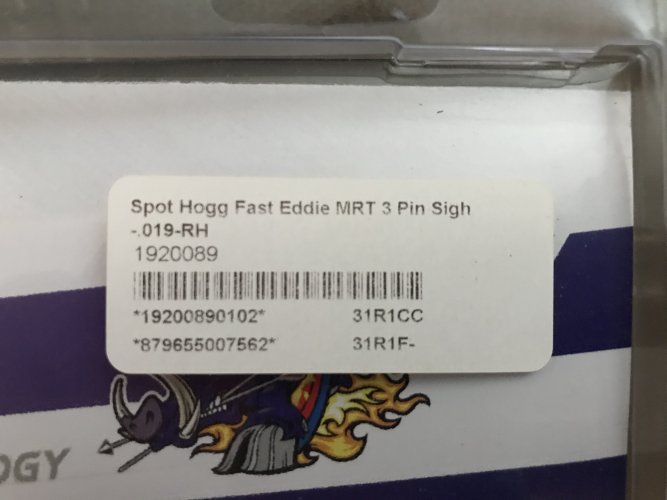 Spot Hogg Fast Eddie MRT 3 Pin Sigh
-.019-RH
1920089
*19200890102* 31R1CC
*879655007562* 31R1F-
OGY